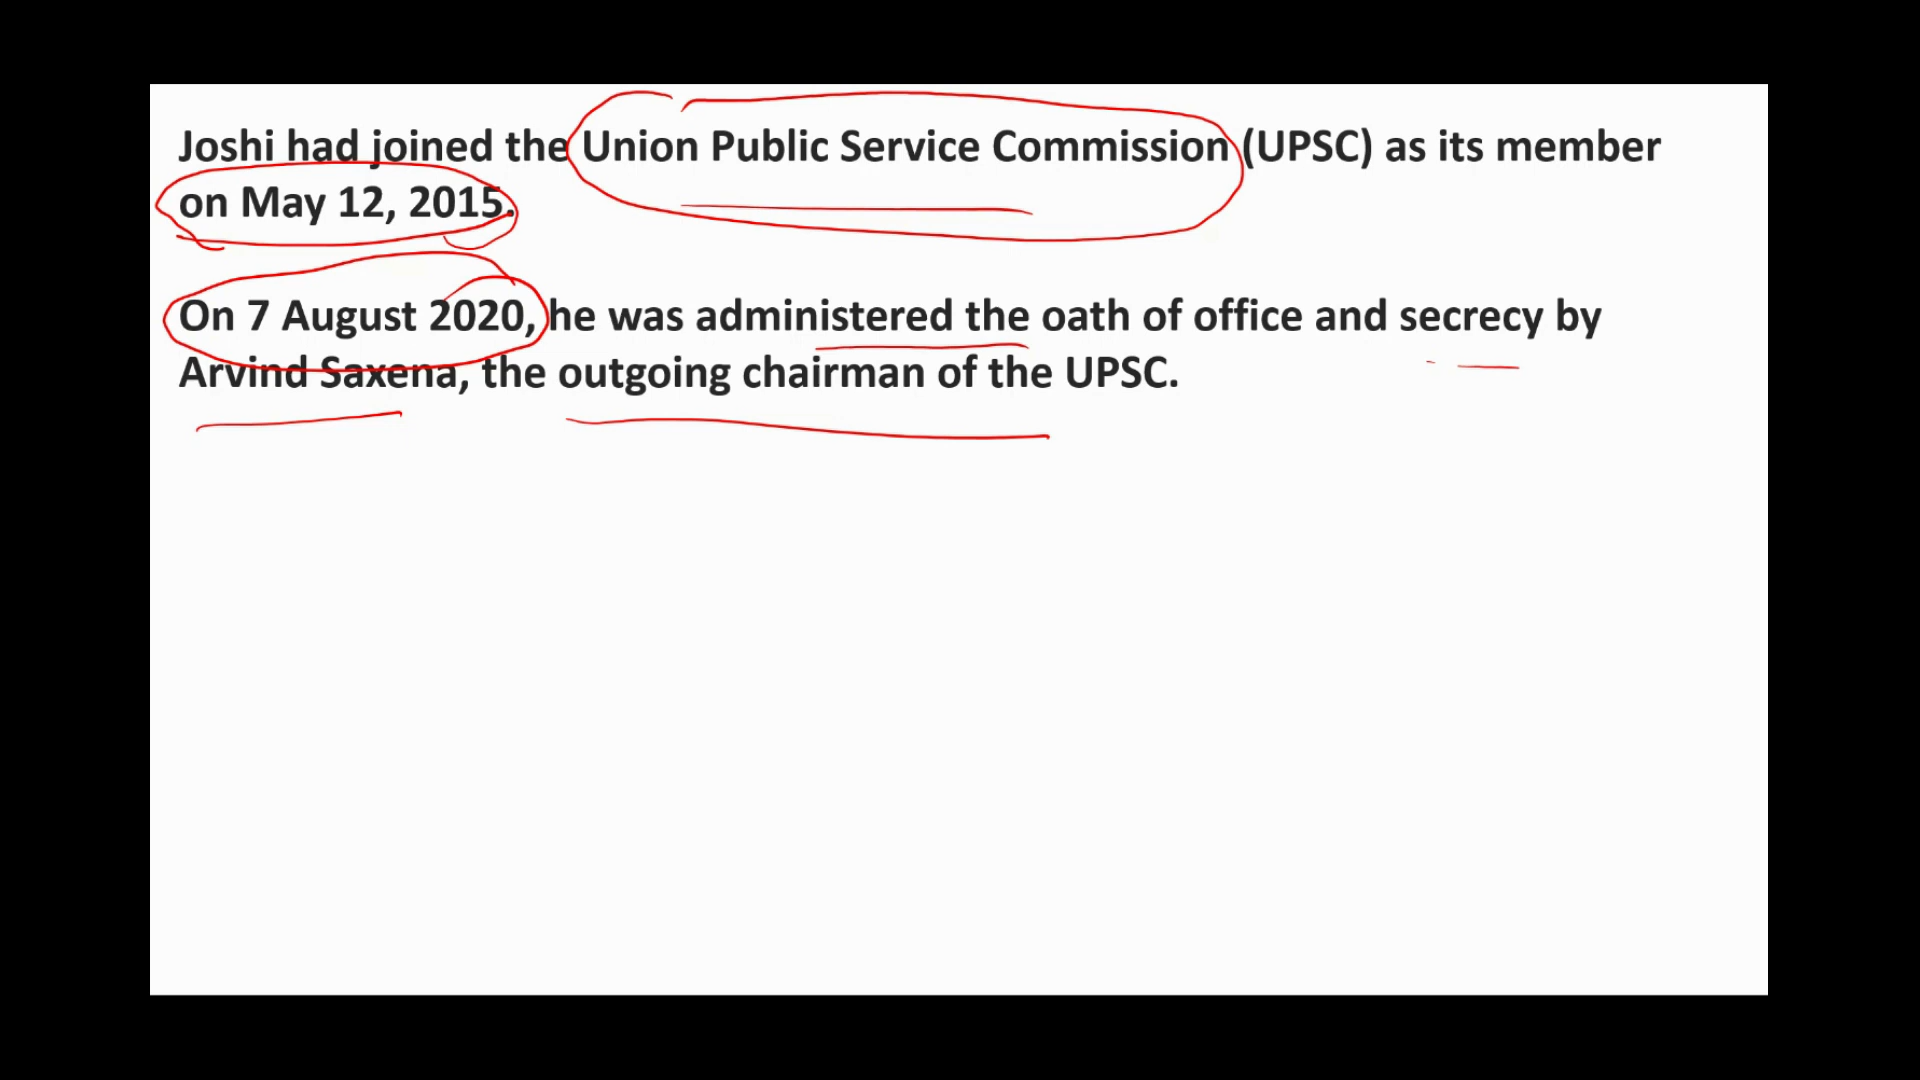 Joshi had joined the Union Public Service Commission (UPSC) as its member
on May 12, 2015.
On 7 August 2020, he was administered the oath of office and secrecy by
Arvind Saxena, the outgoing chairman of the UPSC.